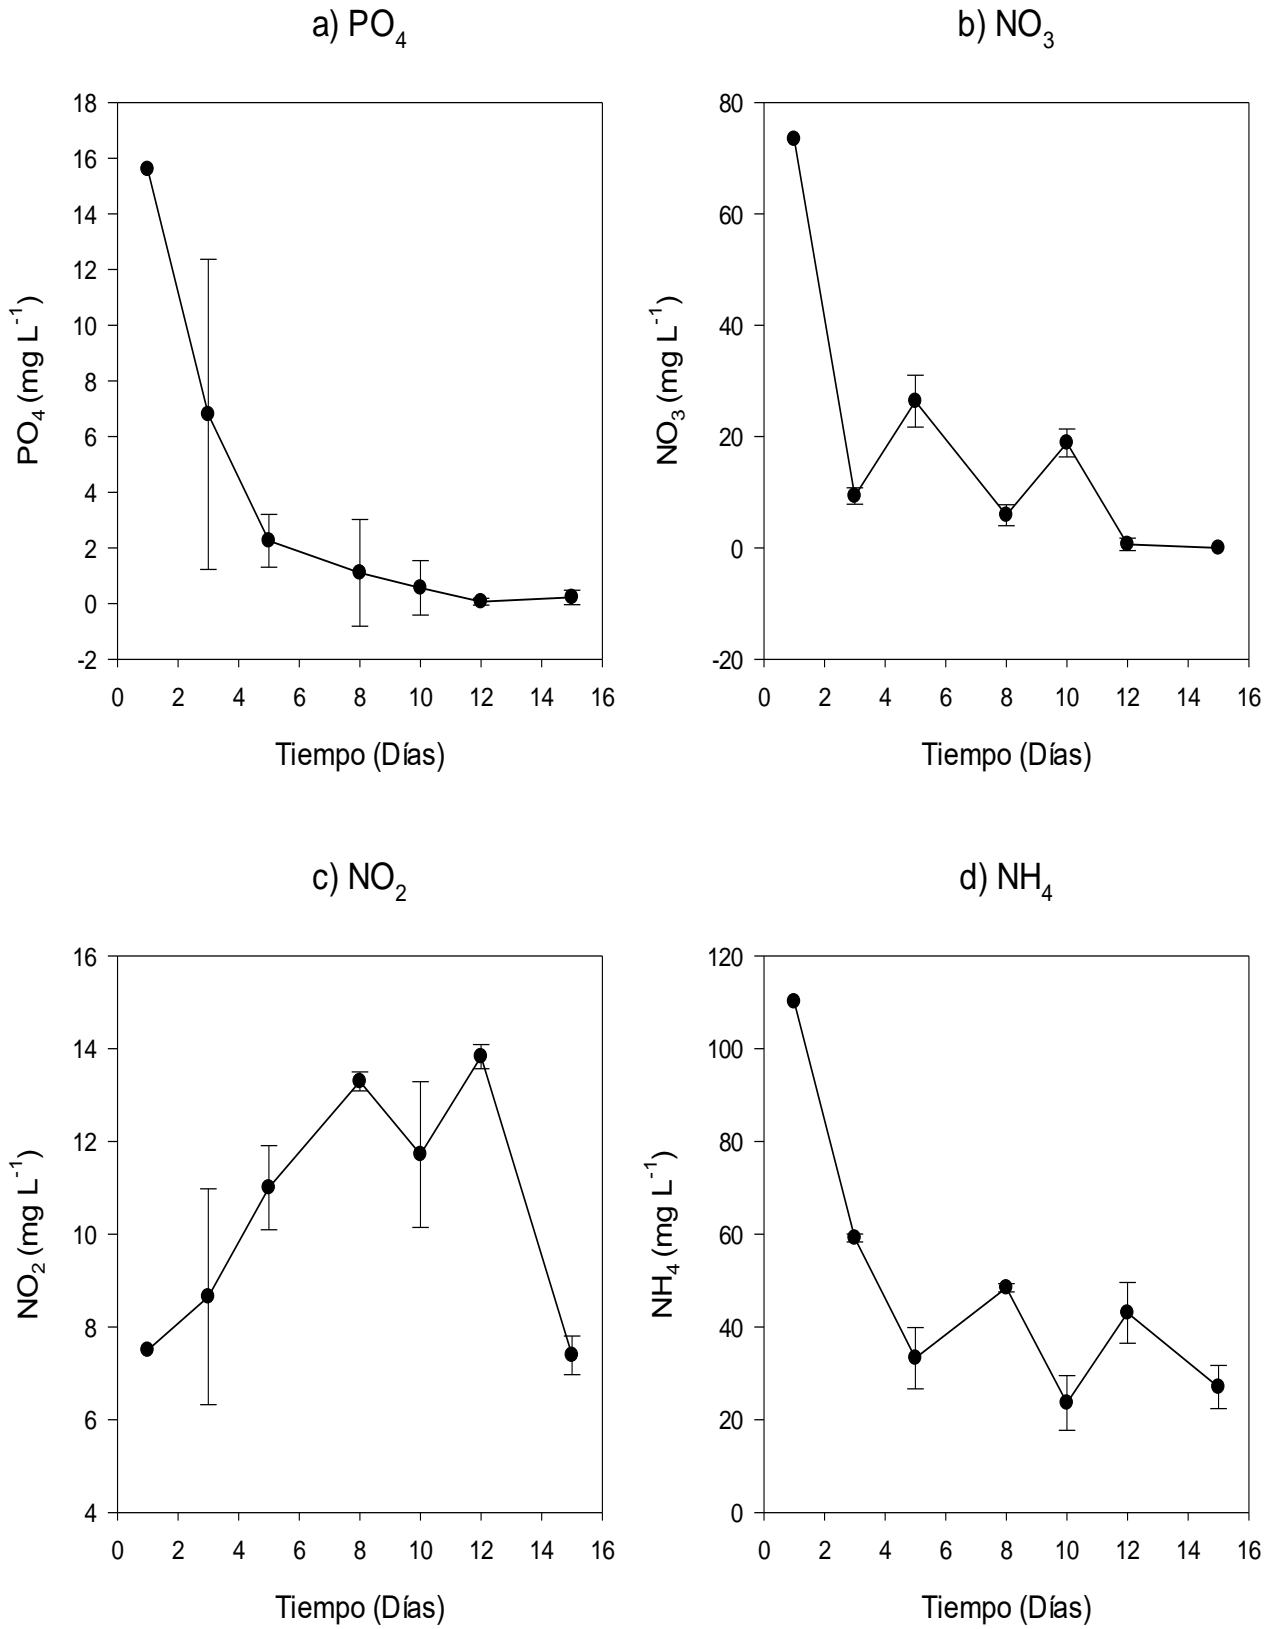 a) PO4
b) NO3
18
16
14
12
10
8
6
4
2
0
-2
PO4 (mg L-1)
0 2 4 6 8 10 12 14 16
Tiempo (Días)
80
60
40
20
0
-20
NO3 (mg L-1)
0 2 4 6 8 10 12 14 16
Tiempo (Días)
c) NO2
d) NH4
16
14
12
10
8
6
4
NO2 (mg L-1)
0 2 4 6 8 10 12 14 16
Tiempo (Días)
120
100
80
60
40
20
0
NH4 (mg L-1)
0 2 4 6 8 10 12 14 16
Tiempo (Días)